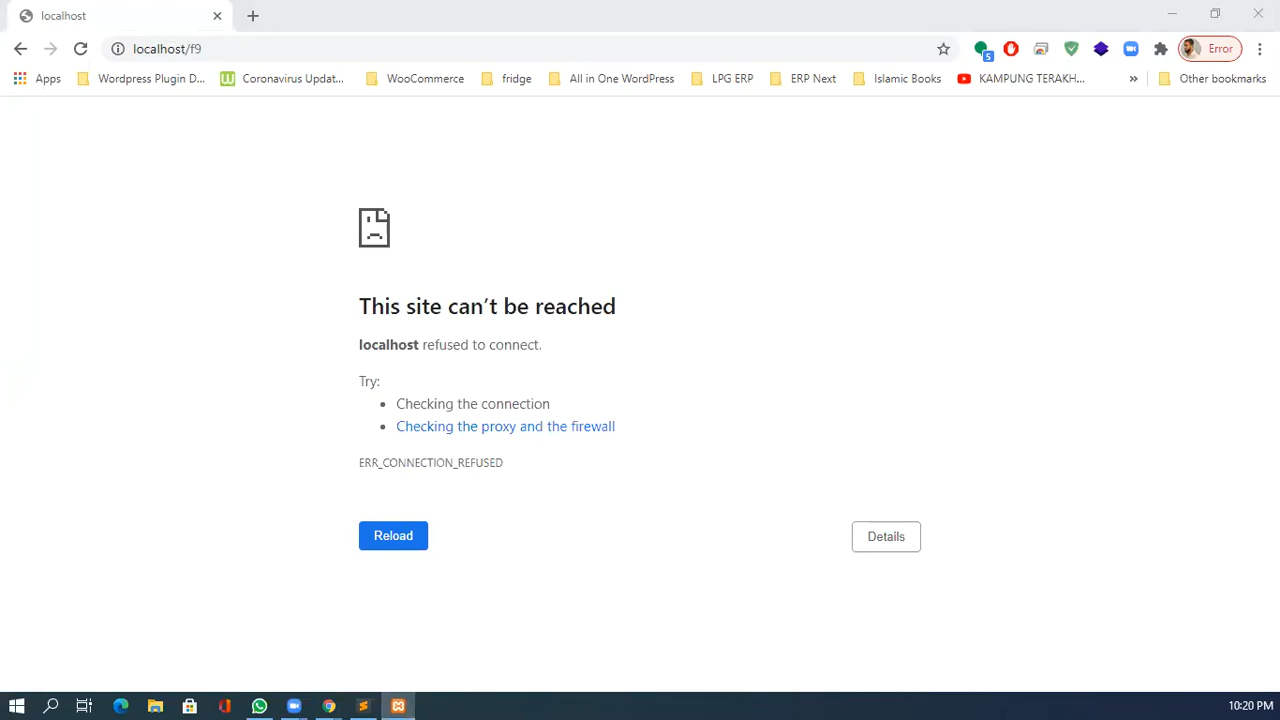 localhost
localhost/f9
5
Error
Apps
Wordpress Plugin D...
Coronavirus Updat...
WooCommerce
fridge
All in One WordPress
LPG ERP
ERP Next
Islamic Books
KAMPUNG TERAKH...
»
Other bookmarks
This site can't be reached
localhost refused to connect.
Try:
• Checking the connection
• Checking the proxy and the firewall
ERR_CONNECTION_REFUSED
Reload
Details
10:20 PM